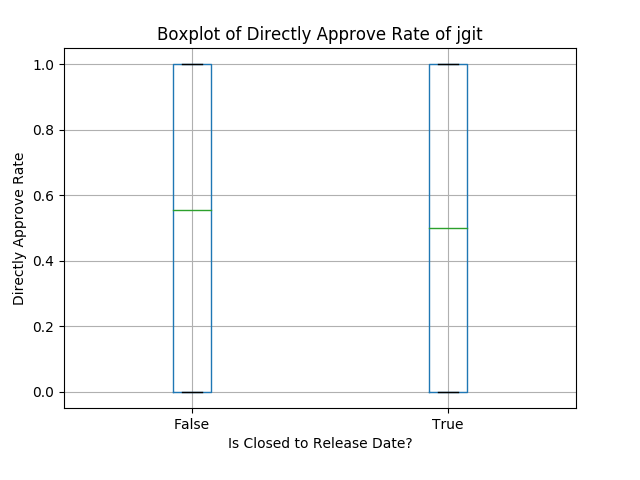 Boxplot of Directly Approve Rate of jgit
Directly Approve Rate
1.0
0.8
0.6
0.4
0.2
0.0
False True
Is Closed to Release Date?